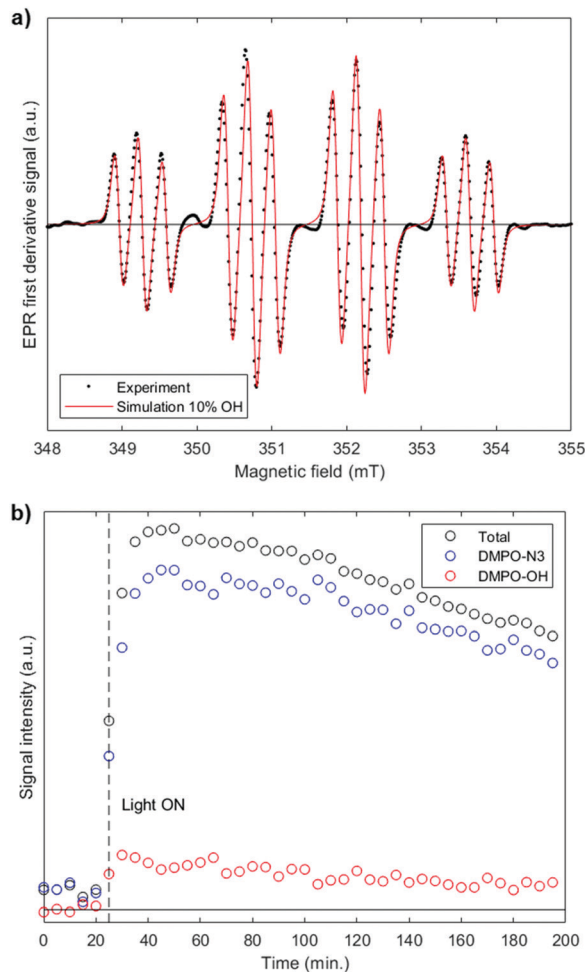 a)
EPR first derivative signal (a.u.)
Experiment
Simulation 10% OH
348 349 350 351 352 353 354 355
Magnetic field (mT)
b)
Total
DMPO-N3
DMPO-OH
Signal intensity (a.u.)
Light ON
0 20 40 60 80 100 120 140 160 180 200
Time (min.)